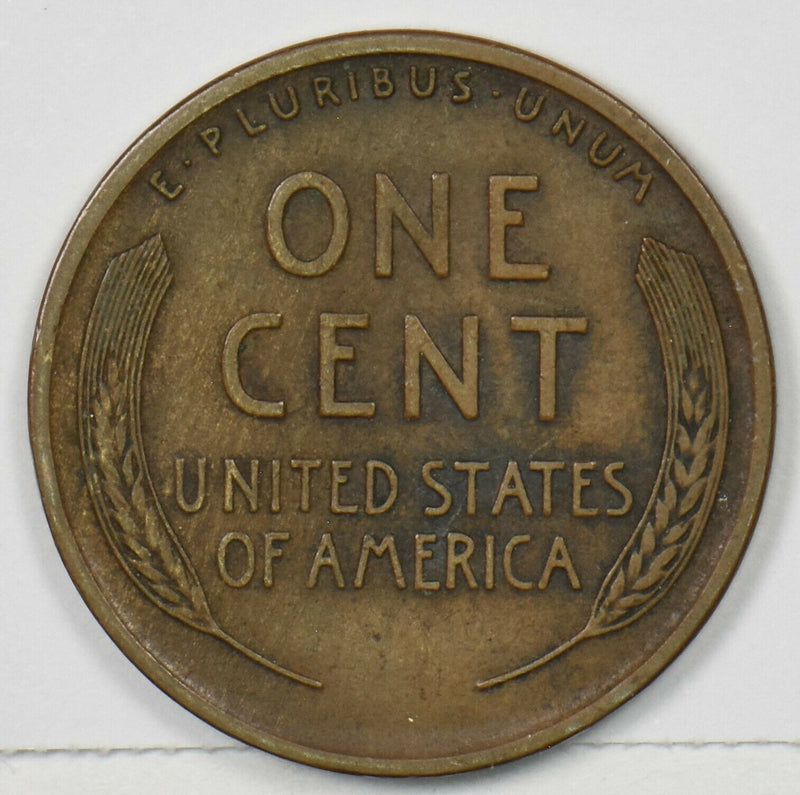 E·PLURIBUS·UNUM
ONE
CENT
UNITED STATES
OF AMERICA